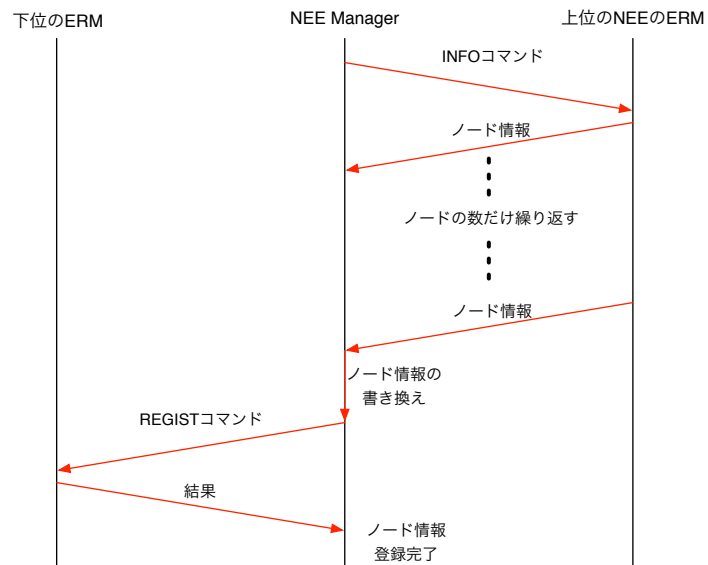 下位のERM
NEE Manager
上位のNEEのERM
INFOコマンド
ノード情報
ノードの数だけ繰り返す
ノード情報
ノード情報の
書き換え
REGISTコマンド
結果
ノード情報
登録完了